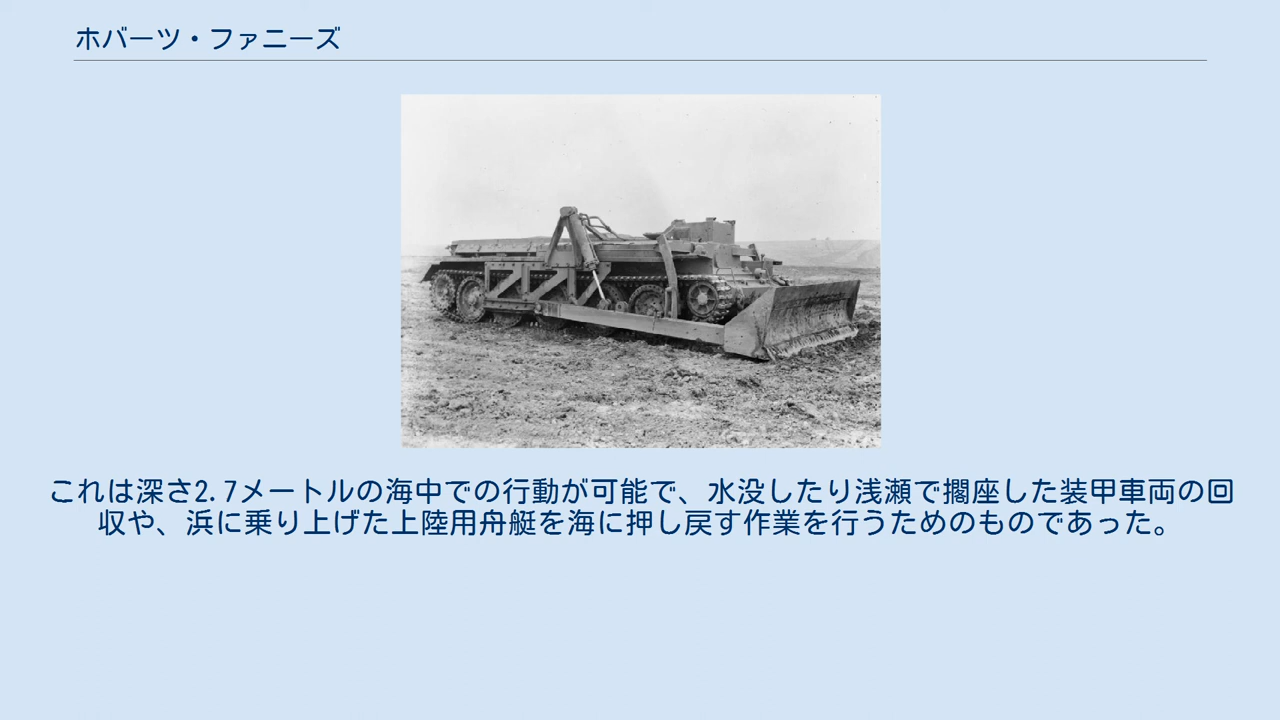 ホバーツ・ファニーズ
これは深さ2.7メートルの海中での行動が可能で、水没したり浅瀬で擱座した装甲車両の回
収や、浜に乗り上げた上陸用舟艇を海に押し戻す作業を行うためのものであった。